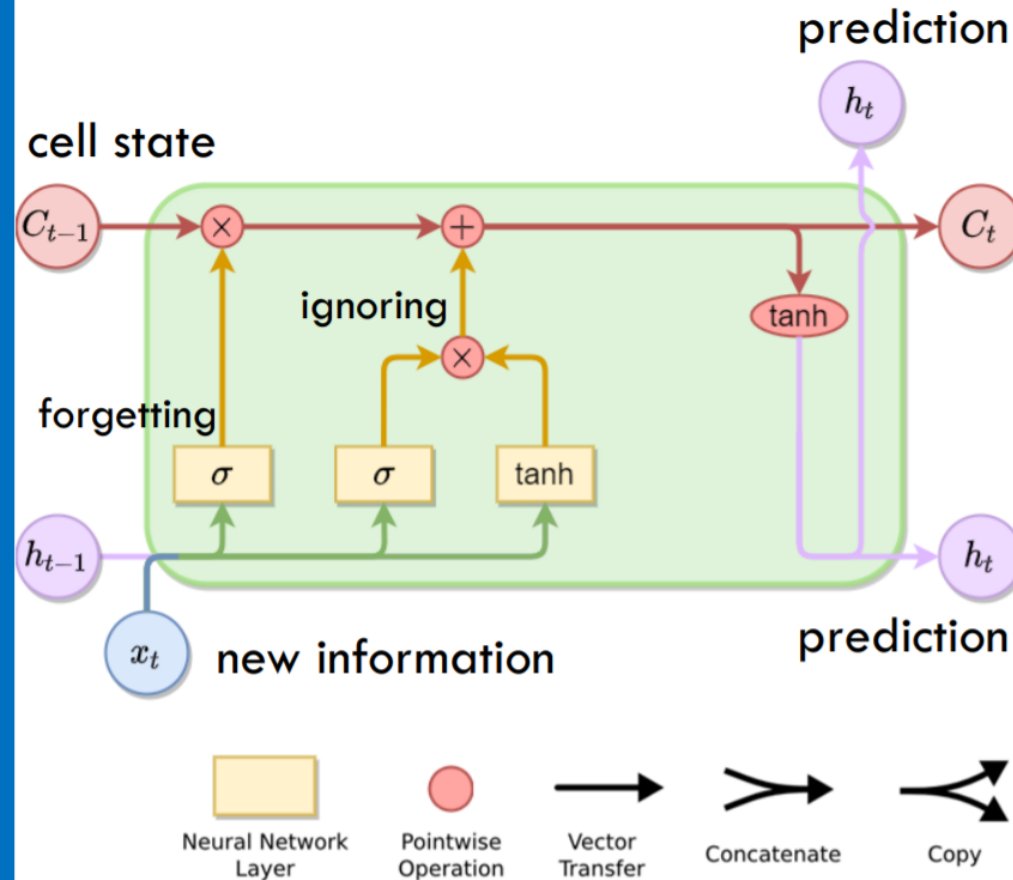 prediction
h_t
cell state
C_{t-1}
×
+
C_t
ignoring
tanh
×
forgetting
σ
σ
tanh
h_{t-1}
h_t
x_t
new information
prediction
Neural Network
Layer
Pointwise
Operation
Vector
Transfer
Concatenate
Copy